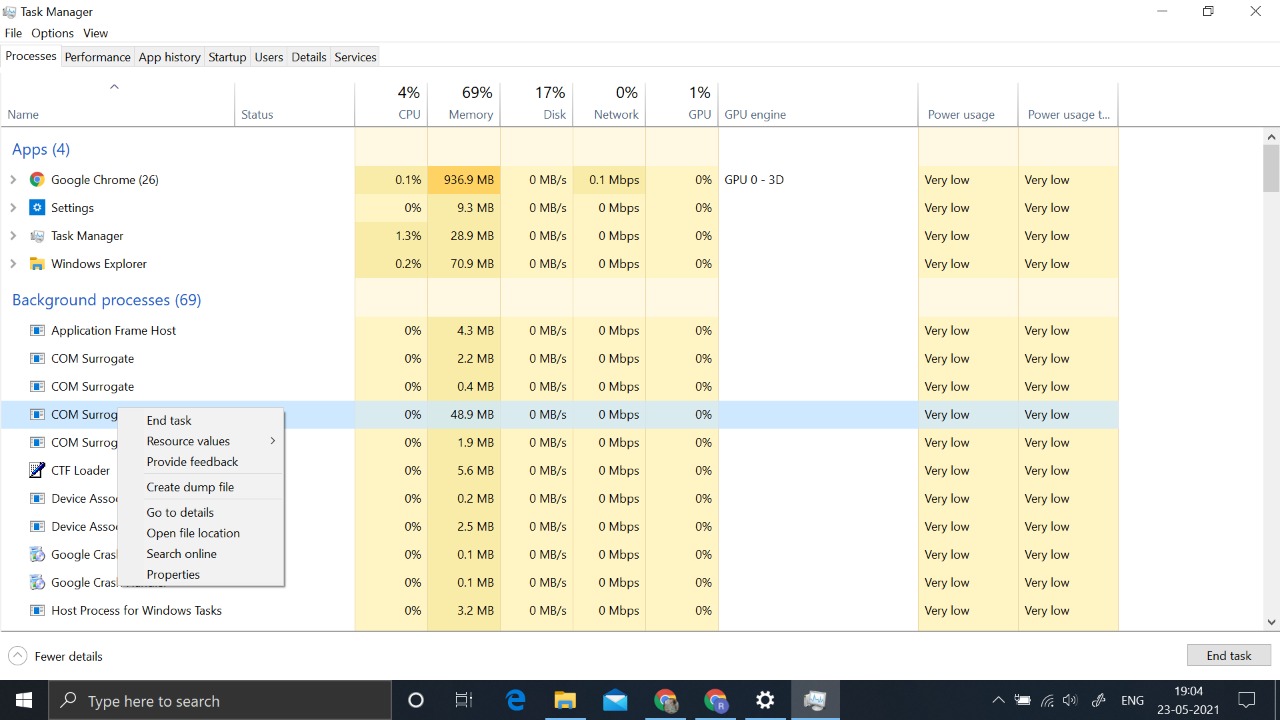 Task Manager
File Options View
Processes Performance App history Startup Users Details Services
4% 69% 17% 0% 1%
Name Status CPU Memory Disk Network GPU GPU engine Power usage Power usage t...
Apps (4)
Google Chrome (26) 0.1% 936.9 MB 0 MB/s 0.1 Mbps 0% GPU 0 - 3D Very low Very low
Settings 0% 9.3 MB 0 MB/s 0 Mbps 0% Very low Very low
Task Manager 1.3% 28.9 MB 0 MB/s 0 Mbps 0% Very low Very low
Windows Explorer 0.2% 70.9 MB 0 MB/s 0 Mbps 0% Very low Very low
Background processes (69)
Application Frame Host 0% 4.3 MB 0 MB/s 0 Mbps 0% Very low Very low
COM Surrogate 0% 2.2 MB 0 MB/s 0 Mbps 0% Very low Very low
COM Surrogate 0% 0.4 MB 0 MB/s 0 Mbps 0% Very low Very low
COM Surrog 0% 48.9 MB 0 MB/s 0 Mbps 0% Very low Very low
COM Surrog 0% 1.9 MB 0 MB/s 0 Mbps 0% Very low Very low
CTF Loader 0% 5.6 MB 0 MB/s 0 Mbps 0% Very low Very low
Device Asso 0% 0.2 MB 0 MB/s 0 Mbps 0% Very low Very low
Device Asso 0% 2.5 MB 0 MB/s 0 Mbps 0% Very low Very low
Google Cras 0% 0.1 MB 0 MB/s 0 Mbps 0% Very low Very low
Google Cras 0% 0.1 MB 0 MB/s 0 Mbps 0% Very low Very low
Host Process for Windows Tasks 0% 3.2 MB 0 MB/s 0 Mbps 0% Very low Very low
End task
Resource values
Provide feedback
Create dump file
Go to details
Open file location
Search online
Properties
Fewer details End task
Type here to search ENG 19:04
23-05-2021